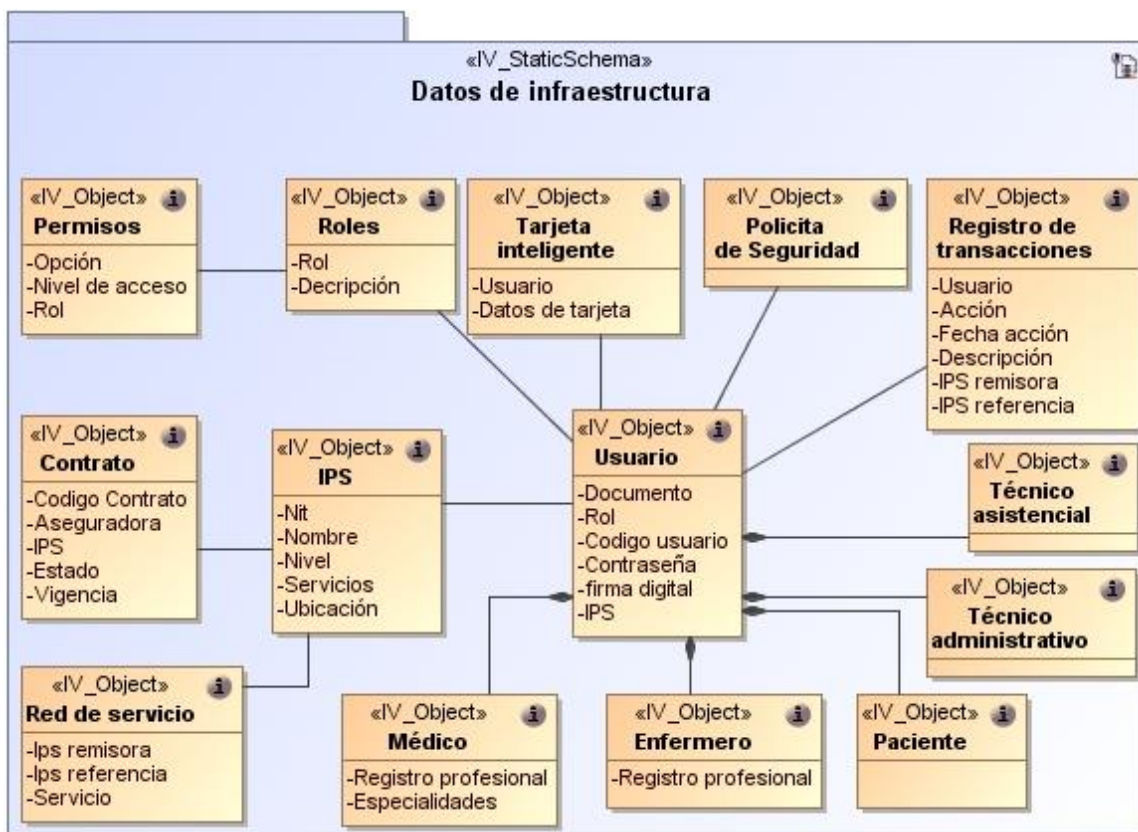 «IV_StaticSchema»
Datos de infraestructura
«IV_Object»
Permisos
-Opción
-Nivel de acceso
-Rol
«IV_Object»
Roles
-Rol
-Decripción
«IV_Object»
Tarjeta
inteligente
-Usuario
-Datos de tarjeta
«IV_Object»
Policita
de Seguridad
«IV_Object»
Registro de
transacciones
-Usuario
-Acción
-Fecha acción
-Descripción
-IPS remisora
-IPS referencia
«IV_Object»
Contrato
-Codigo Contrato
-Aseguradora
-IPS
-Estado
-Vigencia
«IV_Object»
IPS
-Nit
-Nombre
-Nivel
-Servicios
-Ubicación
«IV_Object»
Usuario
-Documento
-Rol
-Codigo usuario
-Contraseña
-firma digital
-IPS
«IV_Object»
Técnico
asistencial
«IV_Object»
Técnico
administrativo
«IV_Object»
Red de servicio
-Ips remisora
-Ips referencia
-Servicio
«IV_Object»
Médico
-Registro profesional
-Especialidades
«IV_Object»
Enfermero
-Registro profesional
«IV_Object»
Paciente